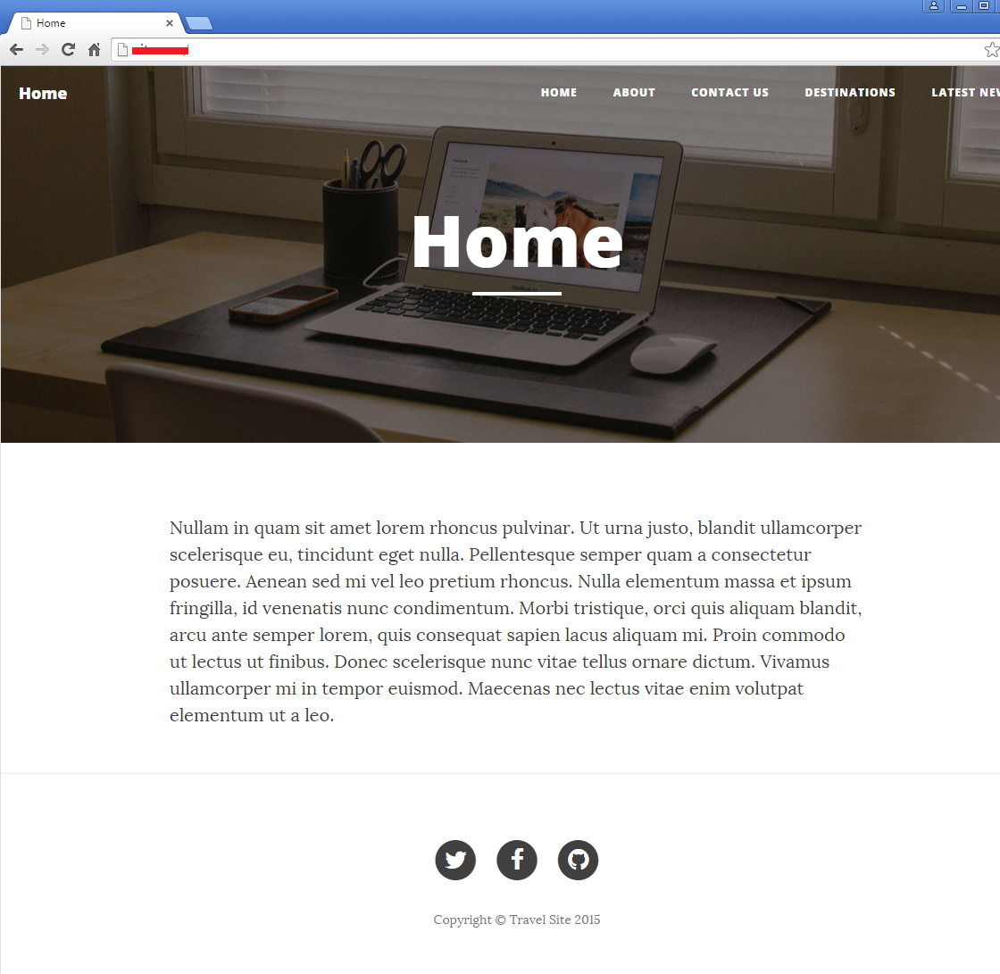 Home
Home
HOME ABOUT CONTACT US DESTINATIONS LATEST NEW
Home
Nullam in quam sit amet lorem rhoncus pulvinar. Ut urna justo, blandit ullamcorper
scelerisque eu, tincidunt eget nulla. Pellentesque semper quam a consectetur
posuere. Aenean sed mi vel leo pretium rhoncus. Nulla elementum massa et ipsum
fringilla, id venenatis nunc condimentum. Morbi tristique, orci quis aliquam blandit,
arcu ante semper lorem, quis consequat sapien lacus aliquam mi. Proin commodo
ut lectus ut finibus. Donec scelerisque nunc vitae tellus ornare dictum. Vivamus
ullamcorper mi in tempor euismod. Maecenas nec lectus vitae enim volutpat
elementum ut a leo.
Copyright © Travel Site 2015